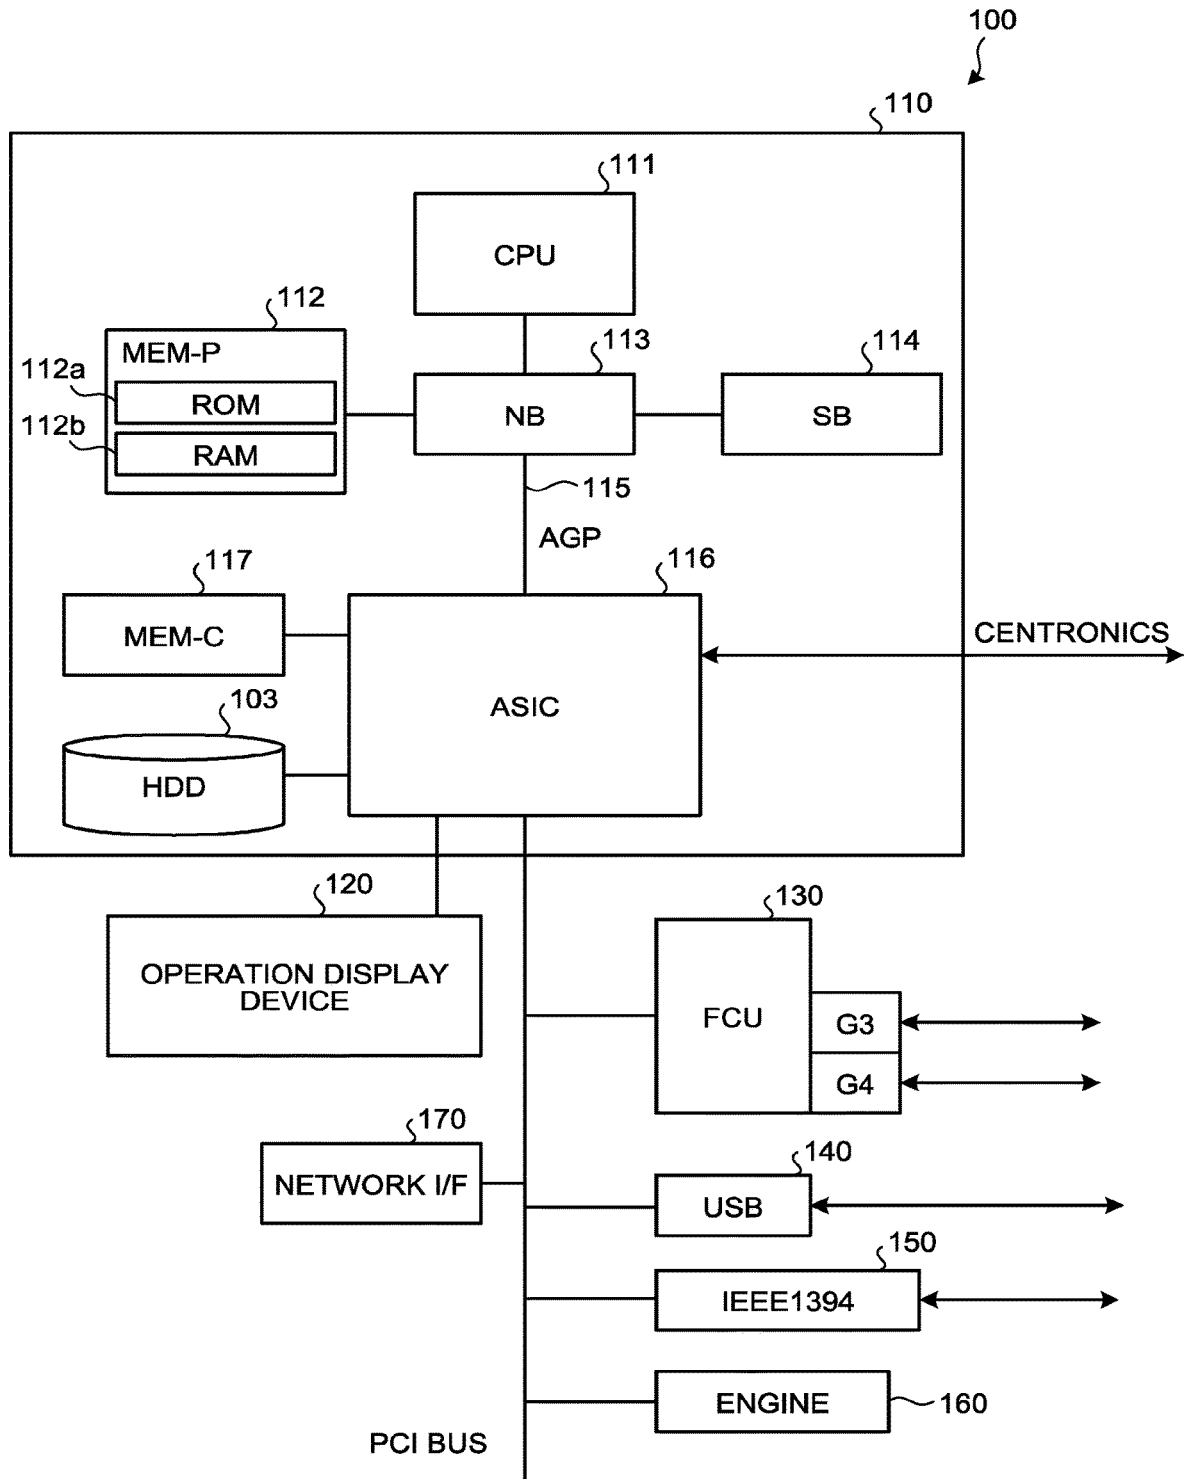 100
110
111
CPU
112
MEM-P
112a
ROM
112b
RAM
113
NB
114
SB
115
AGP
117
MEM-C
116
ASIC
CENTRONICS
103
HDD
120
OPERATION DISPLAY
DEVICE
130
FCU
G3
G4
170
NETWORK I/F
140
USB
150
IEEE1394
ENGINE
160
PCI BUS